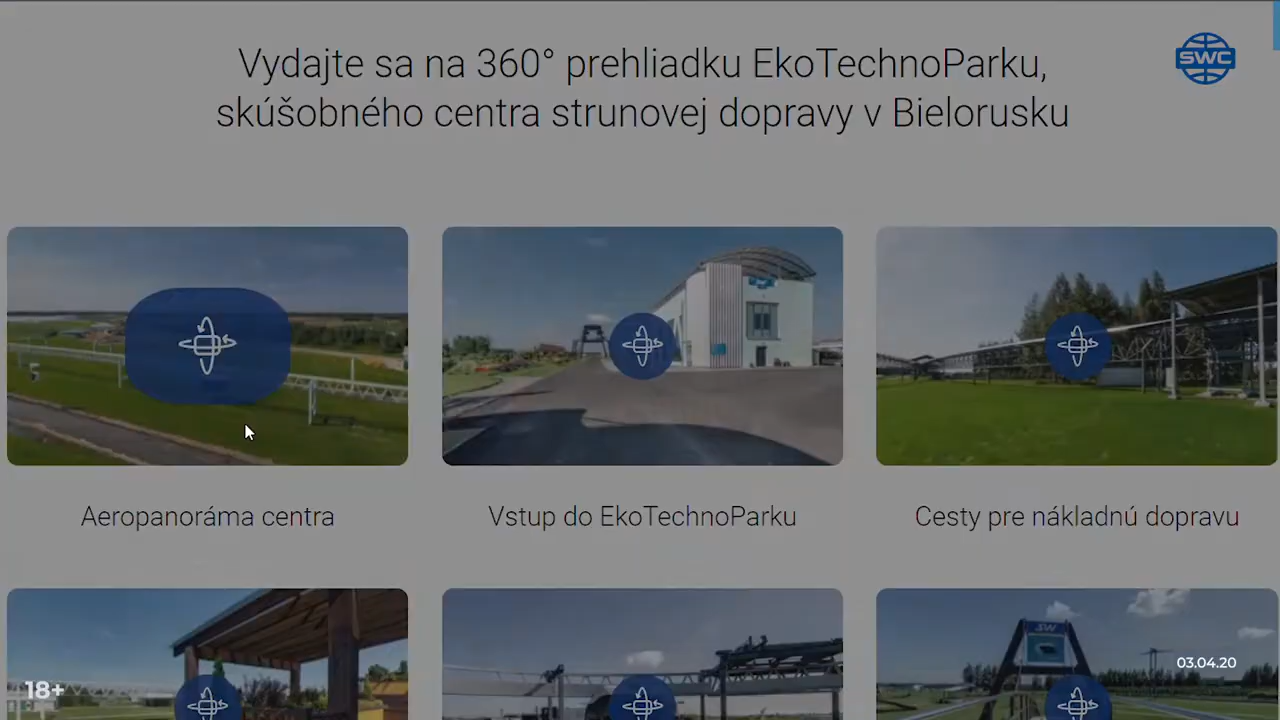 Vydajte sa na 360° prehliadku EkoTechnoParku,
skúšobného centra strunovej dopravy v Bielorusku
SWC
Aeropanoráma centra
Vstup do EkoTechnoParku
Cesty pre nákladnú dopravu
SW
03.04.20
18+